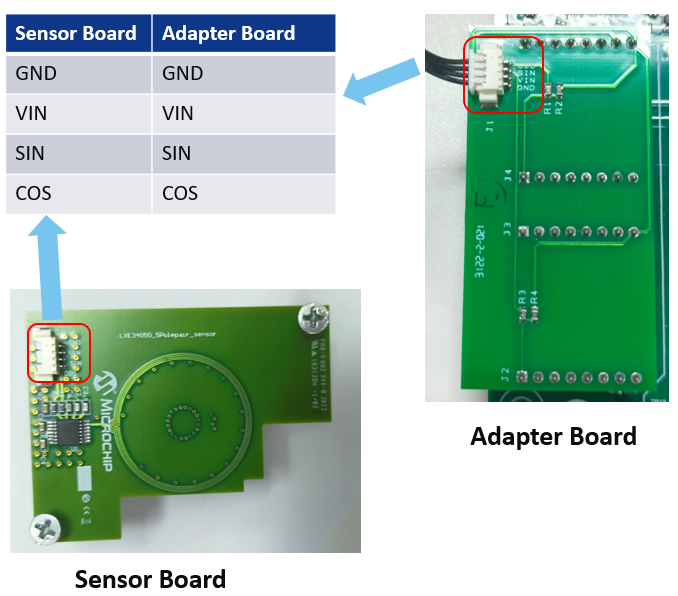 Sensor Board Adapter Board
GND GND
VIN VIN
SIN SIN
COS COS
SIN
VIN
GND
J1
R1
R2
J4
J3
3122-2-021
R3
R4
J2
Adapter Board
LXE3405D_5Polepair_sensor
MICROCHIP
Sensor Board